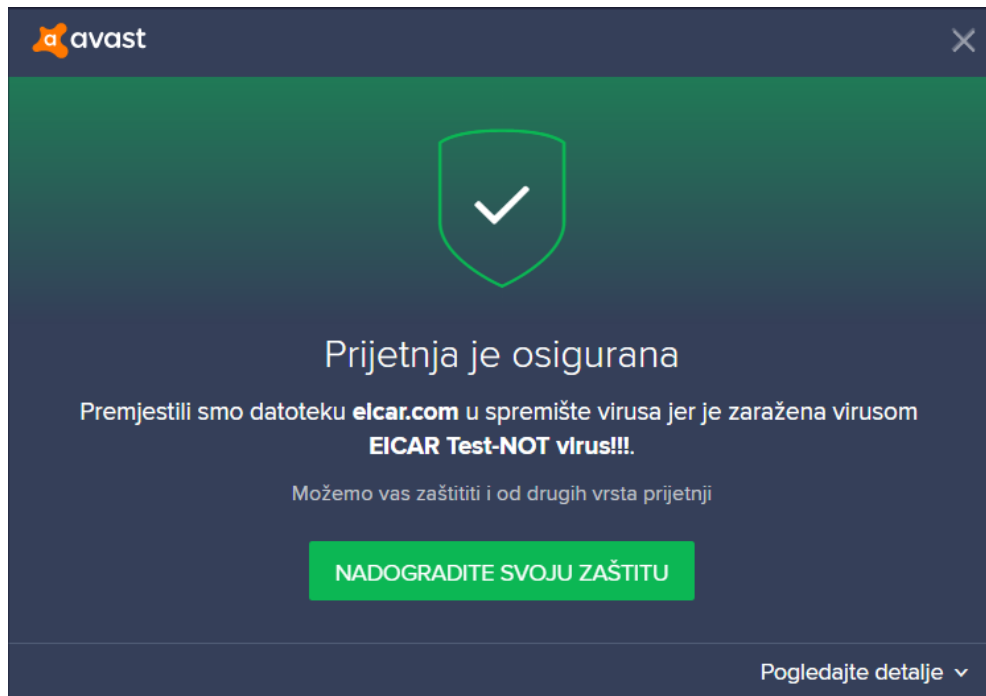 avast
Prijetnja je osigurana
Premjestili smo datoteku eicar.com u spremište virusa jer je zaražena virusom
EICAR Test-NOT virus!!!.
Možemo vas zaštititi i od drugih vrsta prijetnji
NADOGRADITE SVOJU ZAŠTITU
Pogledajte detalje